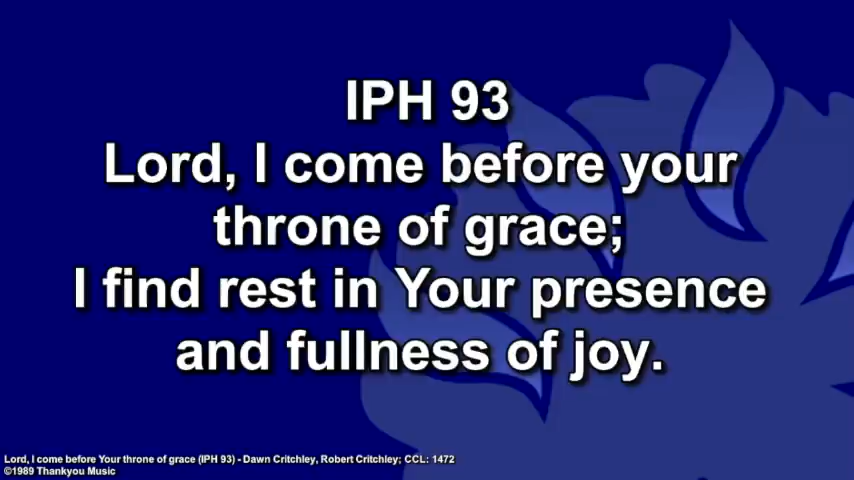 IPH 93
Lord, I come before your
throne of grace;
I find rest in Your presence
and fullness of joy.
Lord, I come before Your throne of grace (IPH 93) - Dawn Critchley, Robert Critchley; CCL: 1472
©1989 Thankyou Music